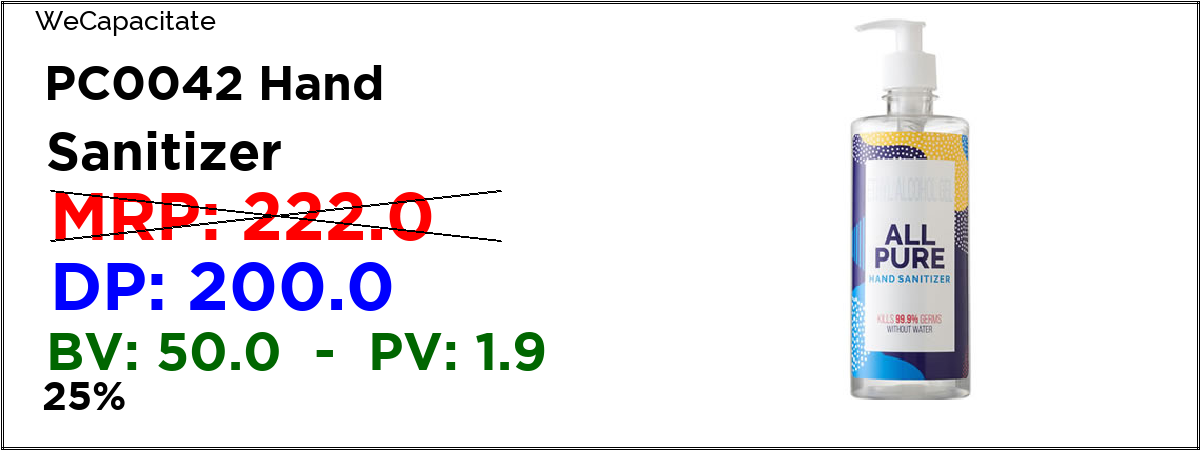 WeCapacitate
PC0042 Hand
Sanitizer
MRP: 222.0
DP: 200.0
BV: 50.0 - PV: 1.9
25%
ETHYL ALCOHOL GEL
ALL
PURE
HAND SANITIZER
KILLS 99.9% GERMS
WITHOUT WATER